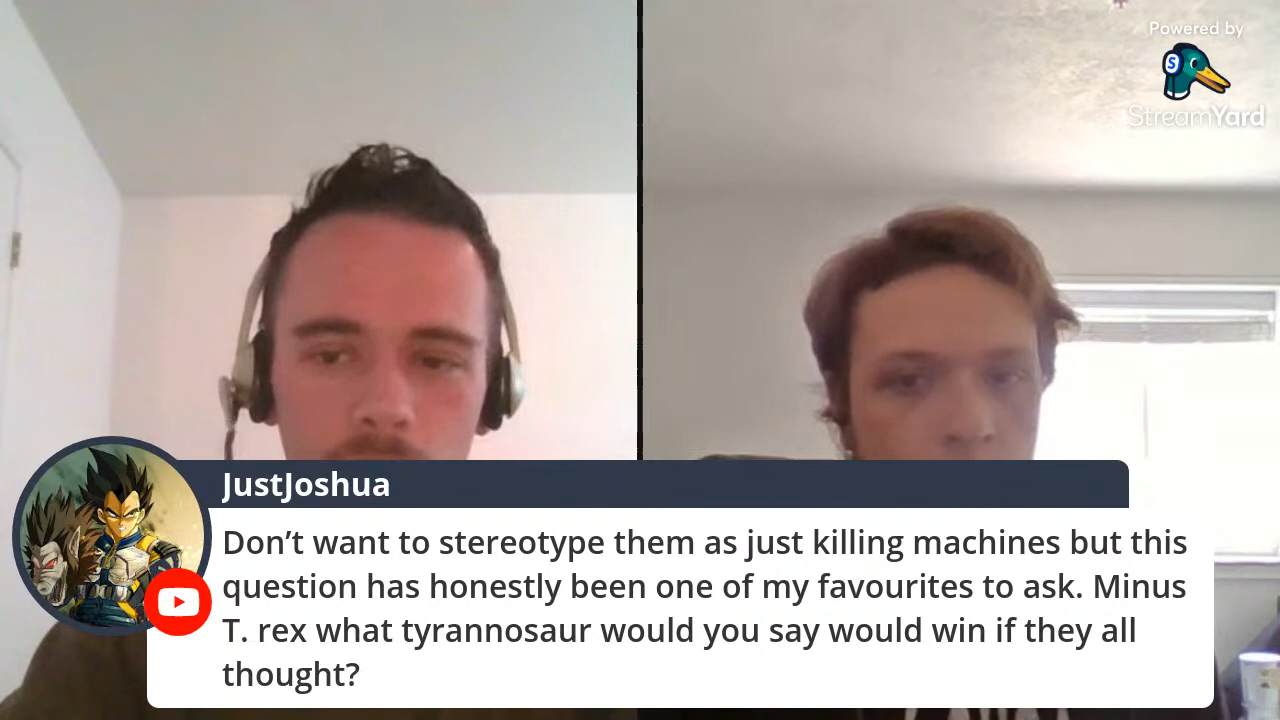 Powered by
S
StreamYard
JustJoshua
Don’t want to stereotype them as just killing machines but this
question has honestly been one of my favourites to ask. Minus
T. rex what tyrannosaur would you say would win if they all
thought?